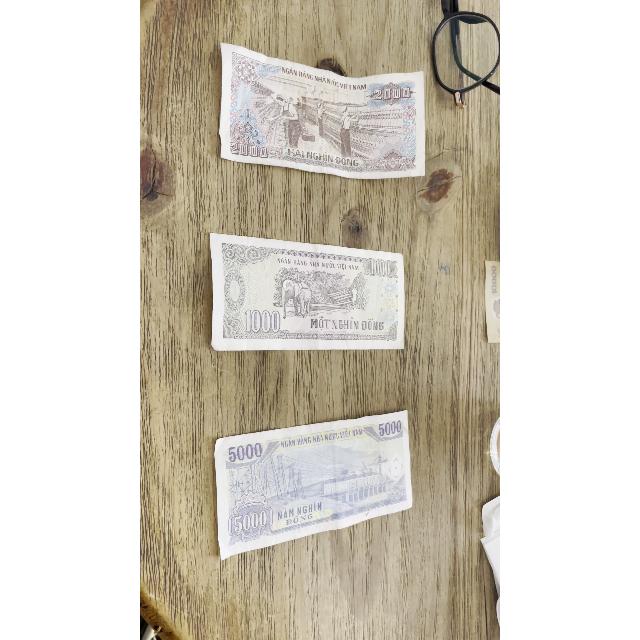 NGÂN HÀNG NHÀ NƯỚC VIỆT NAM
2000
2000
HAI NGHÌN ĐỒNG
NGÂN HÀNG NHÀ NƯỚC VIỆT NAM
1000
1000
MỘT NGHÌN ĐỒNG
NGÂN HÀNG NHÀ NƯỚC VIỆT NAM
5000
5000
5000
NĂM NGHÌN
ĐỒNG